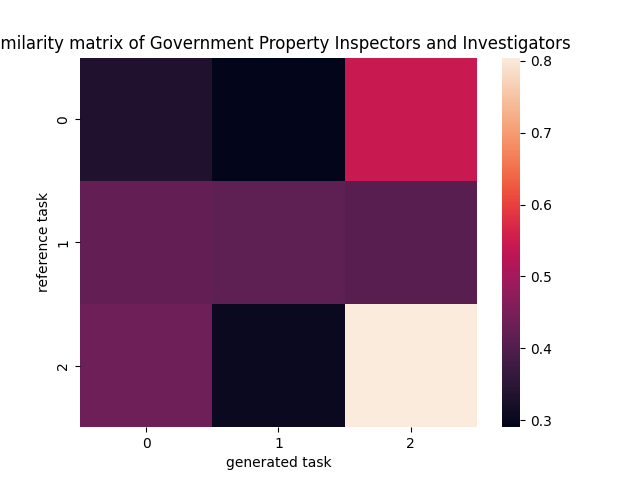 milarity matrix of Government Property Inspectors and Investigators
0
1
2
reference task
0 1 2
generated task
0.8
0.7
0.6
0.5
0.4
0.3